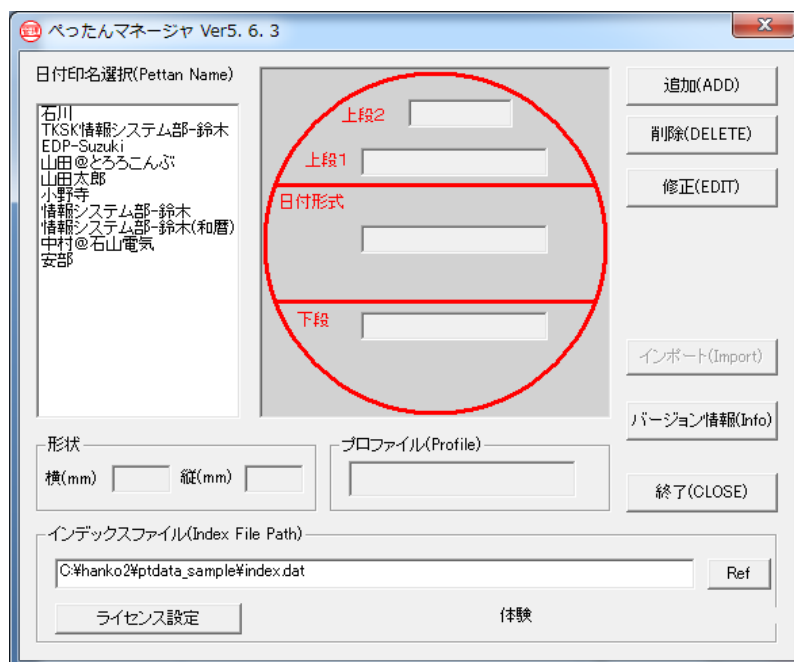 ぺったんマネージャ Ver5. 6. 3
日付印名選択(Pettan Name)
石川
TKSK情報システム部-鈴木
EDP-Suzuki
山田@とろろこんぶ
山田太郎
小野寺
情報システム部-鈴木
情報システム部-鈴木(和暦)
中村@石山電気
安部
上段2
上段1
日付形式
下段
追加(ADD)
削除(DELETE)
修正(EDIT)
インポート(Import)
バージョン情報(Info)
終了(CLOSE)
形状
横(mm)
縦(mm)
プロファイル(Profile)
インデックスファイル(Index File Path)
C:¥hanko2¥ptdata_sample¥index.dat
Ref
ライセンス設定
体験